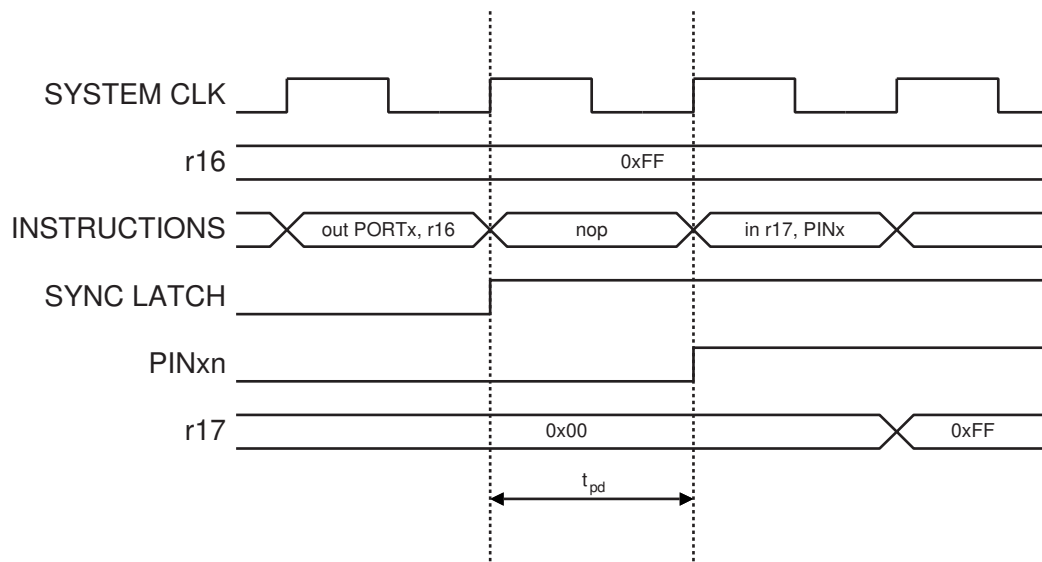 SYSTEM CLK
r16
0xFF
INSTRUCTIONS
out PORTx, r16
nop
in r17, PINx
SYNC LATCH
PINxn
r17
0x00
0xFF
tpd